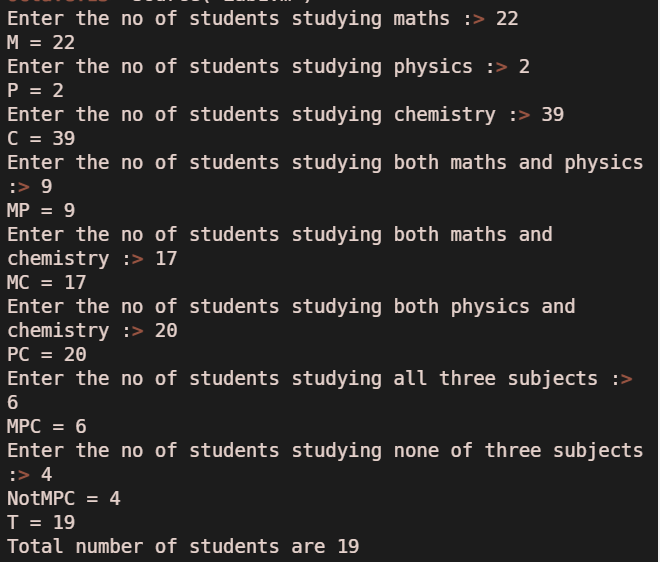 Enter the no of students studying maths :> 22
M = 22
Enter the no of students studying physics :> 2
P = 2
Enter the no of students studying chemistry :> 39
C = 39
Enter the no of students studying both maths and physics
:> 9
MP = 9
Enter the no of students studying both maths and
chemistry :> 17
MC = 17
Enter the no of students studying both physics and
chemistry :> 20
PC = 20
Enter the no of students studying all three subjects :>
6
MPC = 6
Enter the no of students studying none of three subjects
:> 4
NotMPC = 4
T = 19
Total number of students are 19